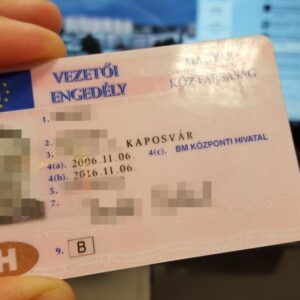 VEZETŐI
ENGEDÉLY
MAGYAR
KÖZTÁRSASÁG
1.
2.
3. KAPOSVÁR
4(a). 2006.11.06. 4(c). BM KÖZPONTI HIVATAL
4(b). 2016.11.06.
5.
7.
H
9. B